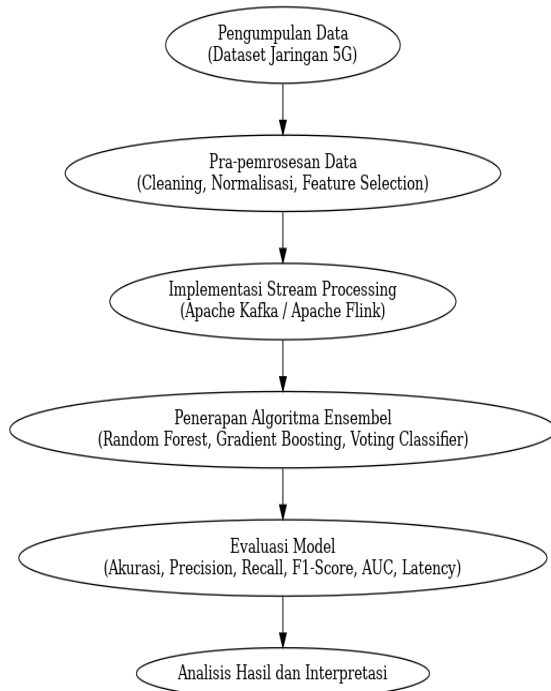 Pengumpulan Data
(Dataset Jaringan 5G)
Pra-pemrosesan Data
(Cleaning, Normalisasi, Feature Selection)
Implementasi Stream Processing
(Apache Kafka / Apache Flink)
Penerapan Algoritma Ensembel
(Random Forest, Gradient Boosting, Voting Classifier)
Evaluasi Model
(Akurasi, Precision, Recall, F1-Score, AUC, Latency)
Analisis Hasil dan Interpretasi